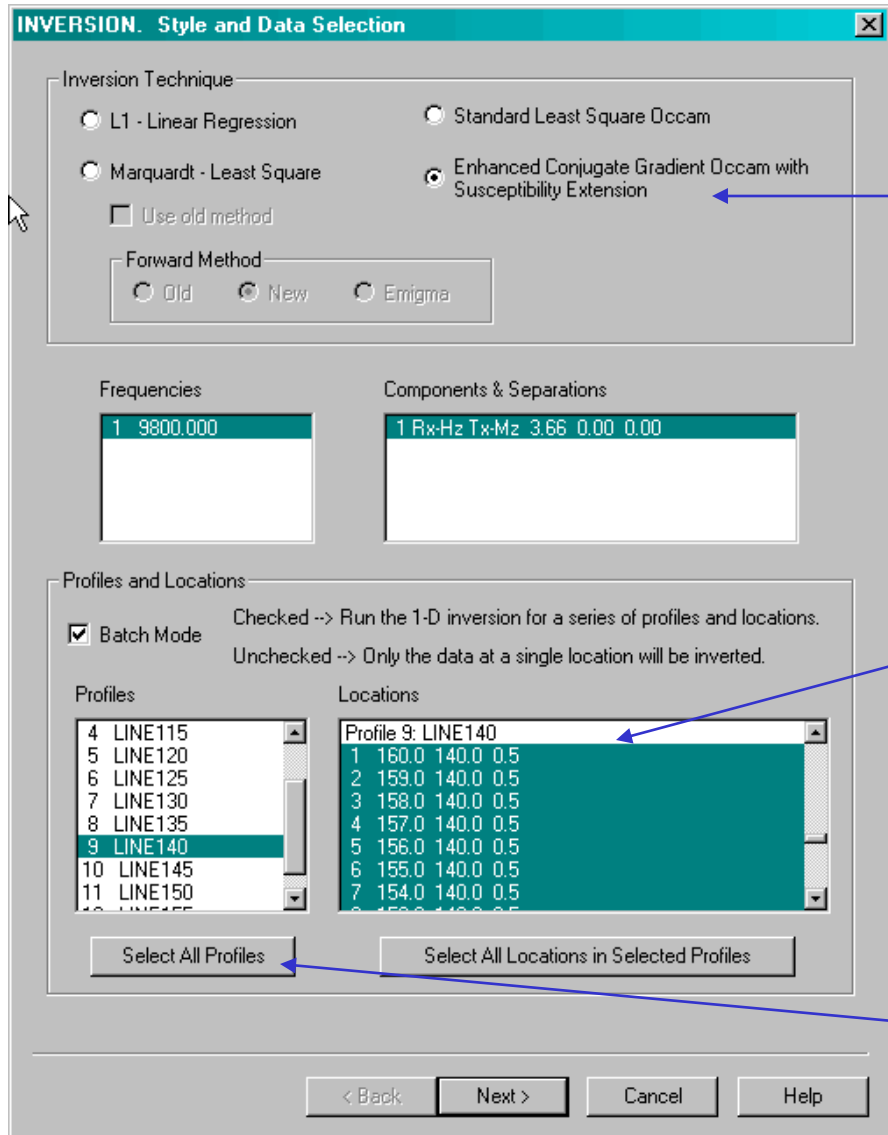 INVERSION. Style and Data Selection
Inversion Technique
L1 - Linear Regression
Standard Least Square Occam
Marquardt - Least Square
Enhanced Conjugate Gradient Occam with
Susceptibility Extension
Use old method
Forward Method
Old New Emigma
Frequencies
Components & Separations
1 9800.000
1 Rx-Hz Tx-Mz 3.66 0.00 0.00
Profiles and Locations
Batch Mode
Checked --> Run the 1-D inversion for a series of profiles and locations.
Unchecked --> Only the data at a single location will be inverted.
Profiles
Locations
4 LINE115
5 LINE120
6 LINE125
7 LINE130
8 LINE135
9 LINE140
10 LINE145
11 LINE150
Profile 9: LINE140
1 160.0 140.0 0.5
2 159.0 140.0 0.5
3 158.0 140.0 0.5
4 157.0 140.0 0.5
5 156.0 140.0 0.5
6 155.0 140.0 0.5
7 154.0 140.0 0.5
Select All Profiles
Select All Locations in Selected Profiles
< Back
Next >
Cancel
Help